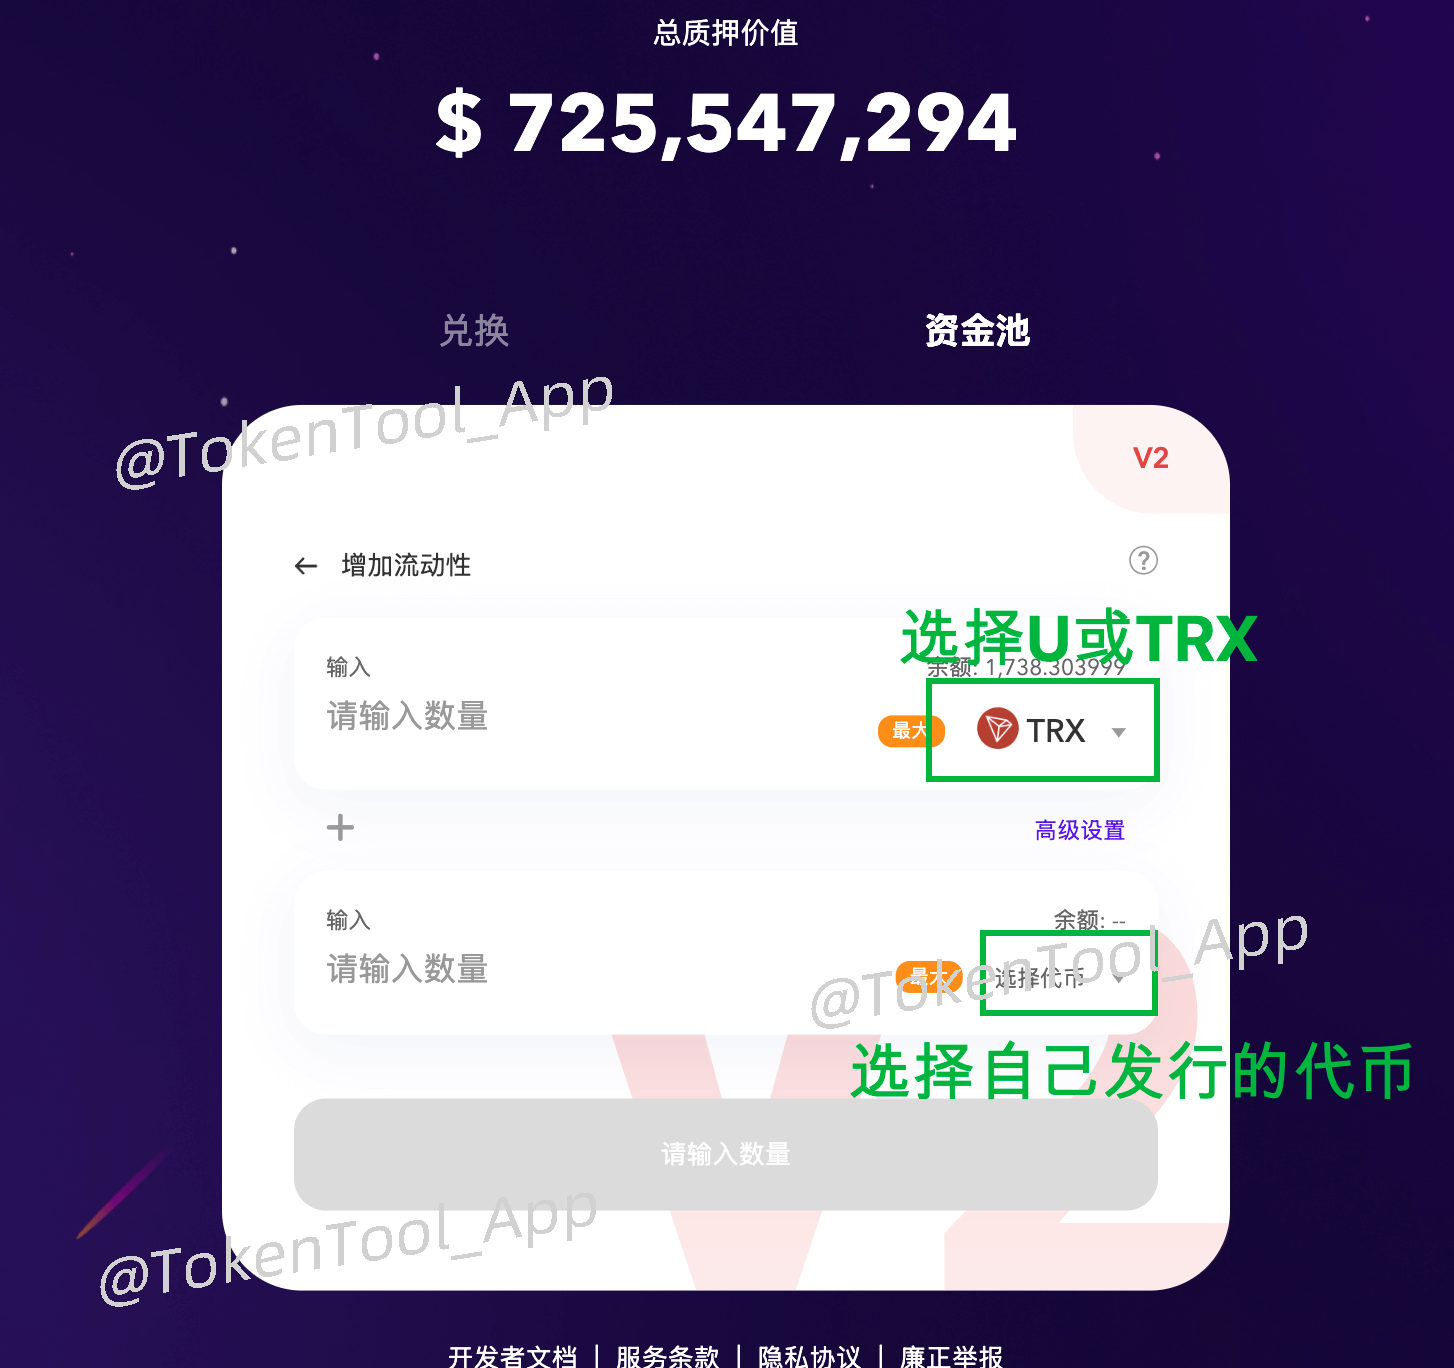 总质押价值
$ 725,547,294
兑换 资金池
@TokenTool_App
V2
← 增加流动性 ?
选择U或TRX
输入 余额: 1,738.303999
请输入数量 最大 TRX
+ 高级设置
输入 余额: --
请输入数量 最大 选择代币
@TokenTool_App
选择自己发行的代币
请输入数量
@TokenTool_App
开发者文档 | 服务条款 | 隐私协议 | 廉正举报